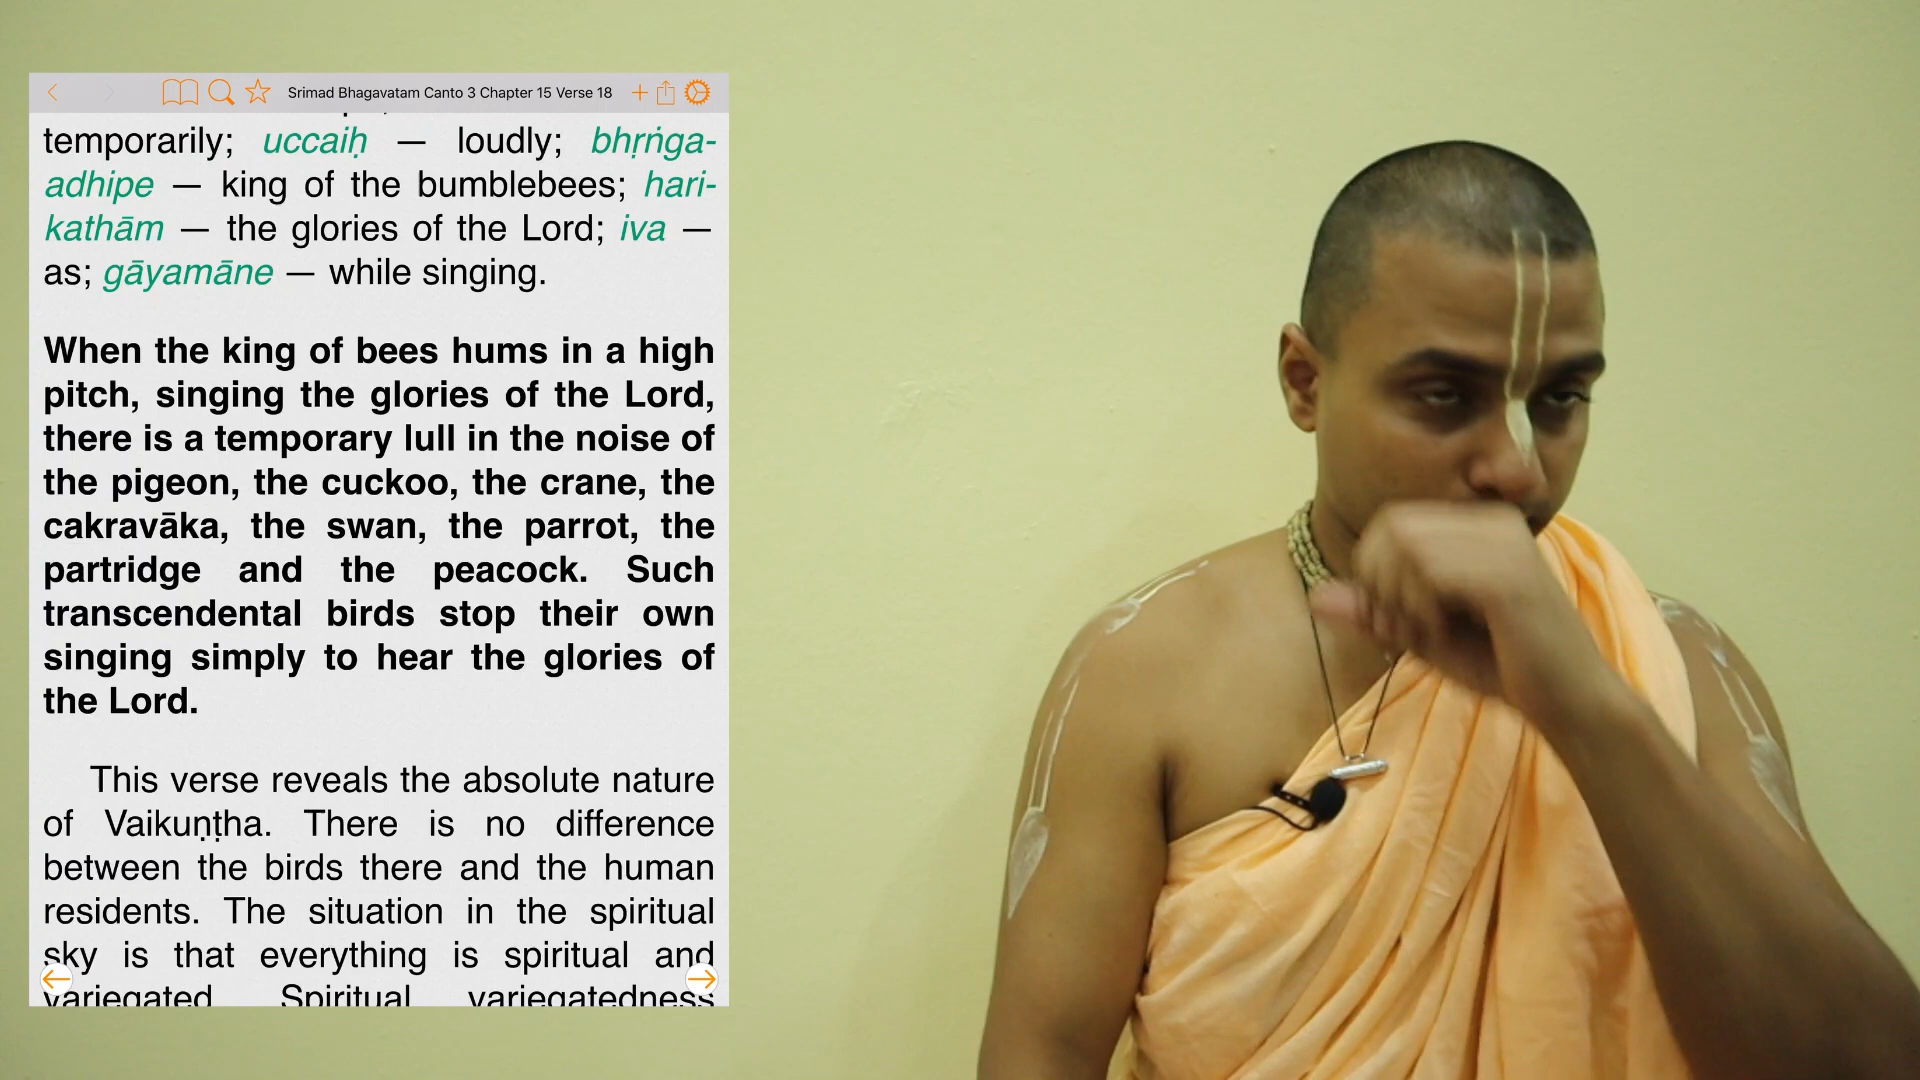 Srimad Bhagavatam Canto 3 Chapter 15 Verse 18
temporarily; uccaiḥ — loudly; bhṛṅga-
adhipe — king of the bumblebees; hari-
kathām — the glories of the Lord; iva —
as; gāyamāne — while singing.
When the king of bees hums in a high
pitch, singing the glories of the Lord,
there is a temporary lull in the noise of
the pigeon, the cuckoo, the crane, the
cakravāka, the swan, the parrot, the
partridge and the peacock. Such
transcendental birds stop their own
singing simply to hear the glories of
the Lord.
This verse reveals the absolute nature
of Vaikuṇṭha. There is no difference
between the birds there and the human
residents. The situation in the spiritual
sky is that everything is spiritual and
variegated. Spiritual variegatedness